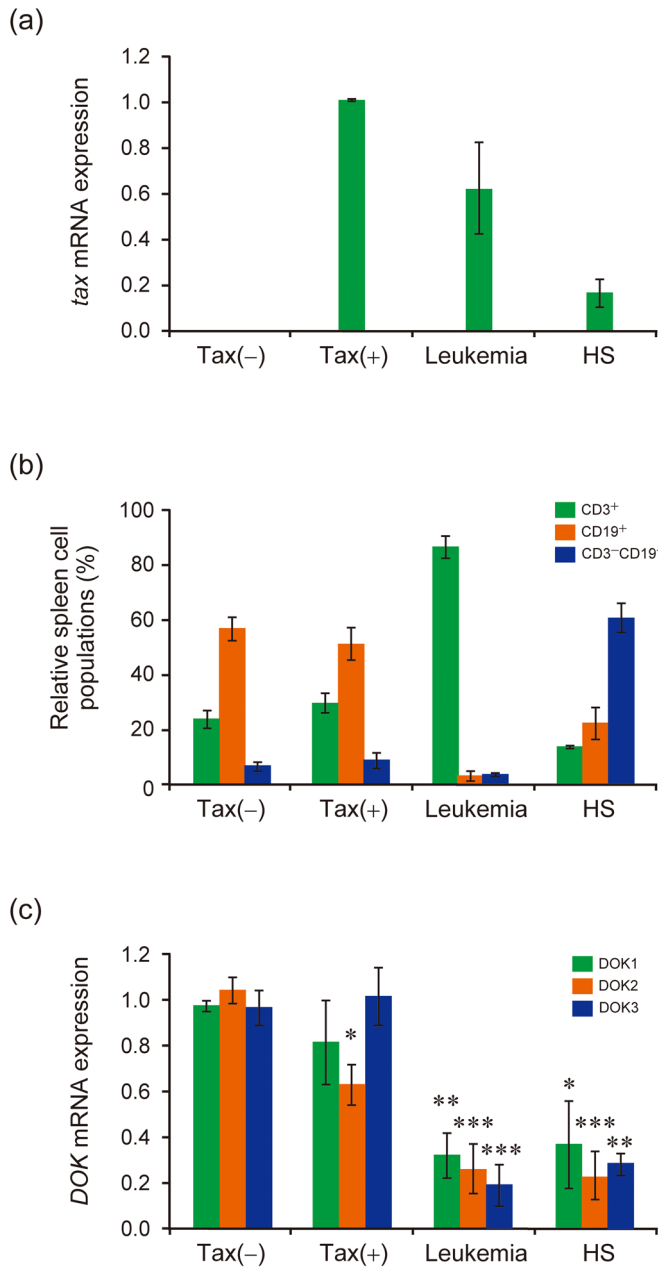 (a)
tax mRNA expression
1.2
1.0
0.8
0.6
0.4
0.2
0.0
Tax(−) Tax(+) Leukemia HS
(b)
Relative spleen cell
populations (%)
100
80
60
40
20
0
CD3+
CD19+
CD3−CD19−
Tax(−) Tax(+) Leukemia HS
(c)
DOK mRNA expression
1.2
1.0
0.8
0.6
0.4
0.2
0.0
DOK1
DOK2
DOK3
*
** *** ***
* *** **
Tax(−) Tax(+) Leukemia HS